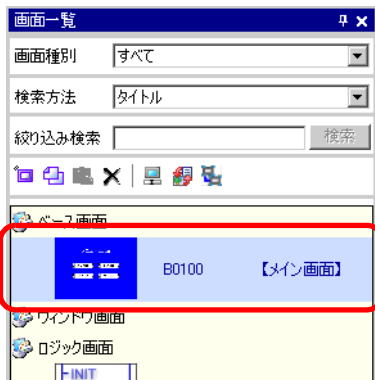 画面一覧
画面種別 すべて
検索方法 タイトル
絞り込み検索 検索
ベース画面
B0100 【メイン画面】
ウィンドウ画面
ロジック画面
INIT